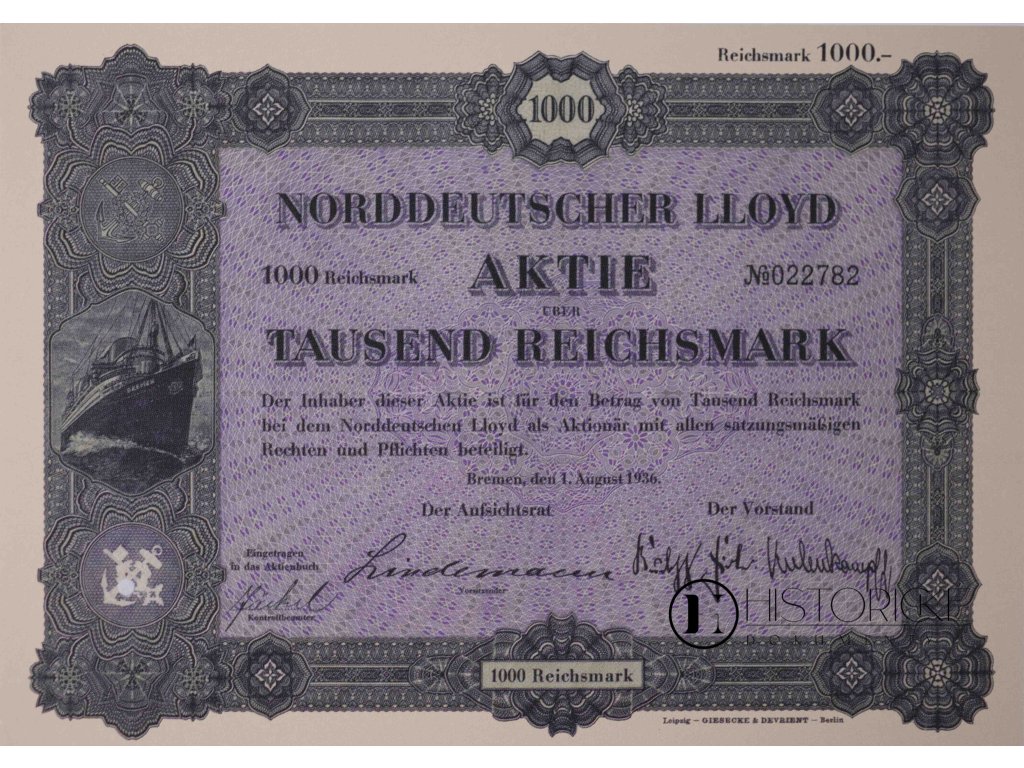 Reichsmark 1000.–
1000
NORDDEUTSCHER LLOYD
1000 Reichsmark AKTIE № 022782
ÜBER
TAUSEND REICHSMARK
Der Inhaber dieser Aktie ist für den Betrag von Tausend Reichsmark
bei dem Norddeutschen Lloyd als Aktionär mit allen satzungsmäßigen
Rechten und Pflichten beteiligt.
Bremen, den 1. August 1936.
Der Aufsichtsrat Der Vorstand
Eingetragen
in das Aktienbuch
Lindemann
Vorsitzender
Kontrollbeamter
HISTORICKÉ
DOKUM
1000 Reichsmark
Leipzig – GIESECKE & DEVRIENT – Berlin